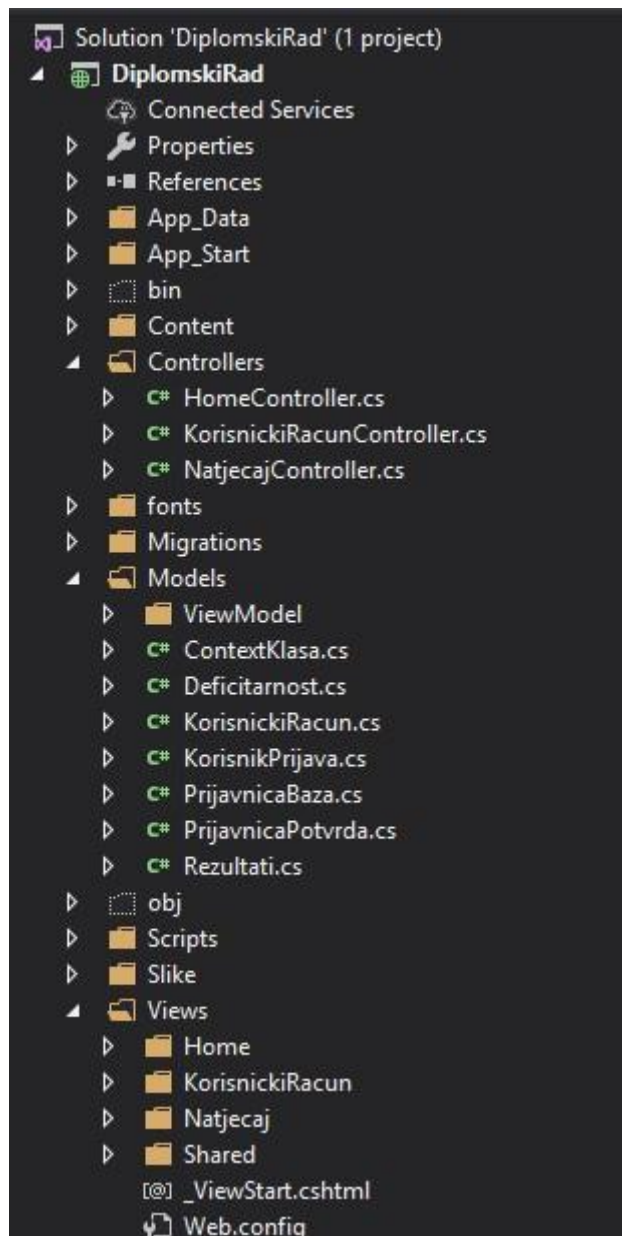 Solution 'DiplomskiRad' (1 project)
DiplomskiRad
Connected Services
Properties
References
App_Data
App_Start
bin
Content
Controllers
C# HomeController.cs
C# KorisnickiRacunController.cs
C# NatjecajController.cs
fonts
Migrations
Models
ViewModel
C# ContextKlasa.cs
C# Deficitarnost.cs
C# KorisnickiRacun.cs
C# KorisnikPrijava.cs
C# PrijavnicaBaza.cs
C# PrijavnicaPotvrda.cs
C# Rezultati.cs
obj
Scripts
Slike
Views
Home
KorisnickiRacun
Natjecaj
Shared
[@] _ViewStart.cshtml
Web.config